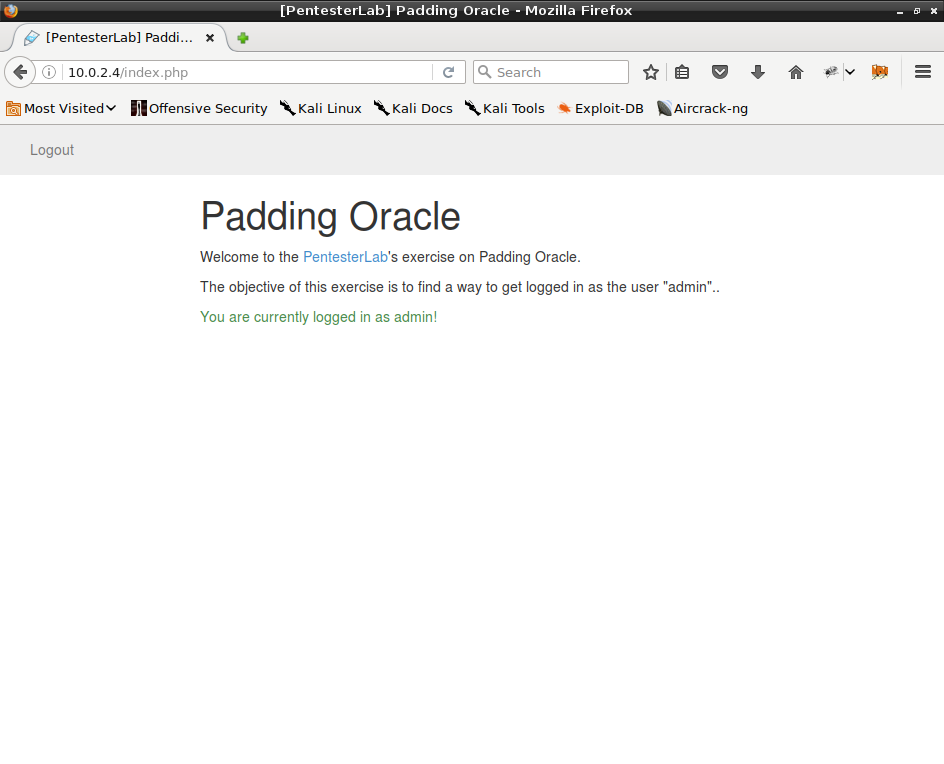 [PentesterLab] Padding Oracle - Mozilla Firefox
[PentesterLab] Paddi...
10.0.2.4/index.php
Search
Most Visited Offensive Security Kali Linux Kali Docs Kali Tools Exploit-DB Aircrack-ng
Logout
Padding Oracle
Welcome to the PentesterLab's exercise on Padding Oracle.
The objective of this exercise is to find a way to get logged in as the user "admin"..
You are currently logged in as admin!